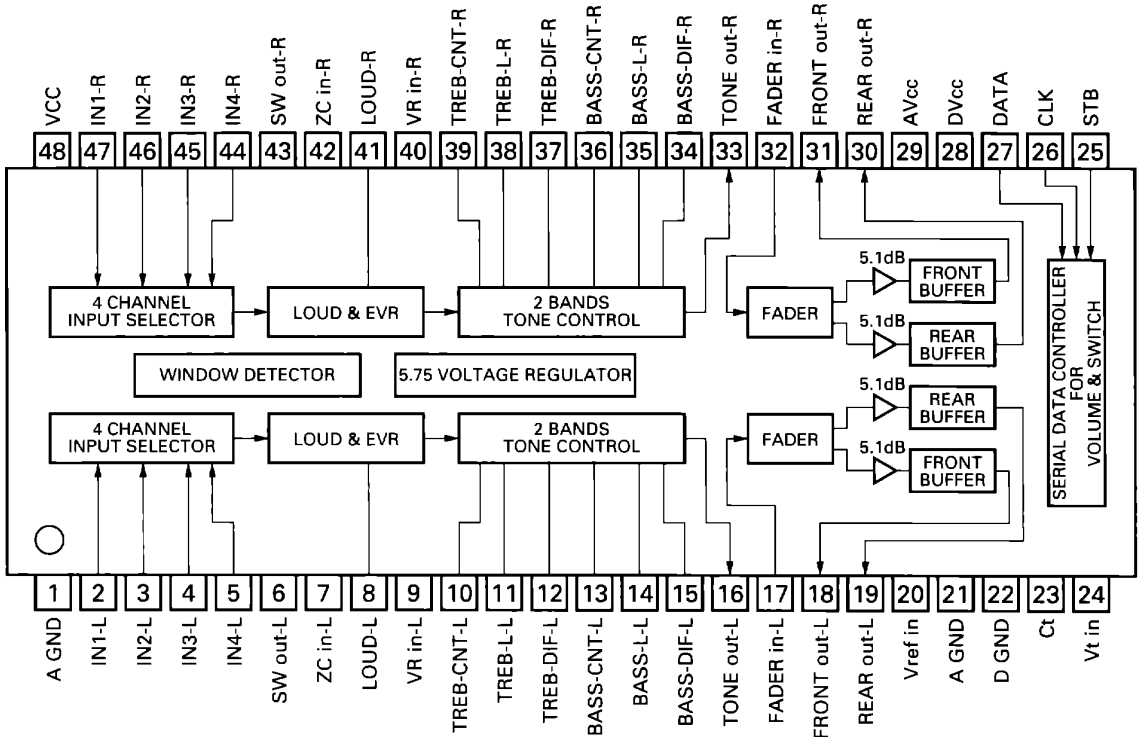 VCC
IN1-R
IN2-R
IN3-R
IN4-R
SW out-R
ZC in-R
LOUD-R
VR in-R
TREB-CNT-R
TREB-L-R
TREB-DIF-R
BASS-CNT-R
BASS-L-R
BASS-DIF-R
TONE out-R
FADER in-R
FRONT out-R
REAR out-R
AVcc
DVcc
DATA
CLK
STB
48 47 46 45 44 43 42 41 40 39 38 37 36 35 34 33 32 31 30 29 28 27 26 25
4 CHANNEL
INPUT SELECTOR
LOUD & EVR
2 BANDS
TONE CONTROL
FADER
5.1dB
FRONT
BUFFER
5.1dB
REAR
BUFFER
WINDOW DETECTOR
5.75 VOLTAGE REGULATOR
4 CHANNEL
INPUT SELECTOR
LOUD & EVR
2 BANDS
TONE CONTROL
FADER
5.1dB
REAR
BUFFER
5.1dB
FRONT
BUFFER
SERIAL DATA CONTROLLER
FOR
VOLUME & SWITCH
1 2 3 4 5 6 7 8 9 10 11 12 13 14 15 16 17 18 19 20 21 22 23 24
A GND
IN1-L
IN2-L
IN3-L
IN4-L
SW out-L
ZC in-L
LOUD-L
VR in-L
TREB-CNT-L
TREB-L-L
TREB-DIF-L
BASS-CNT-L
BASS-L-L
BASS-DIF-L
TONE out-L
FADER in-L
FRONT out-L
REAR out-L
Vref in
A GND
D GND
Ct
Vt in